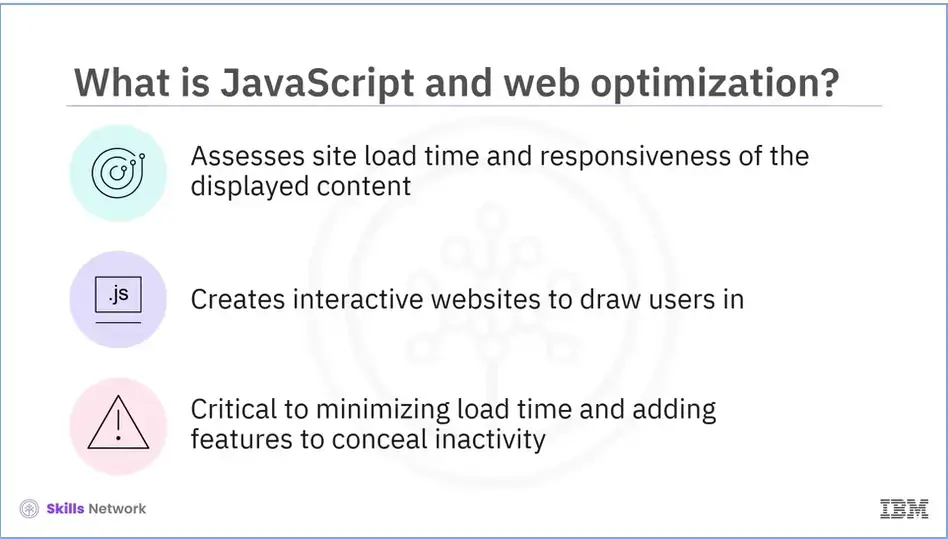 What is JavaScript and web optimization?
Assesses site load time and responsiveness of the
displayed content
.js
Creates interactive websites to draw users in
Critical to minimizing load time and adding
features to conceal inactivity
Skills Network
IBM